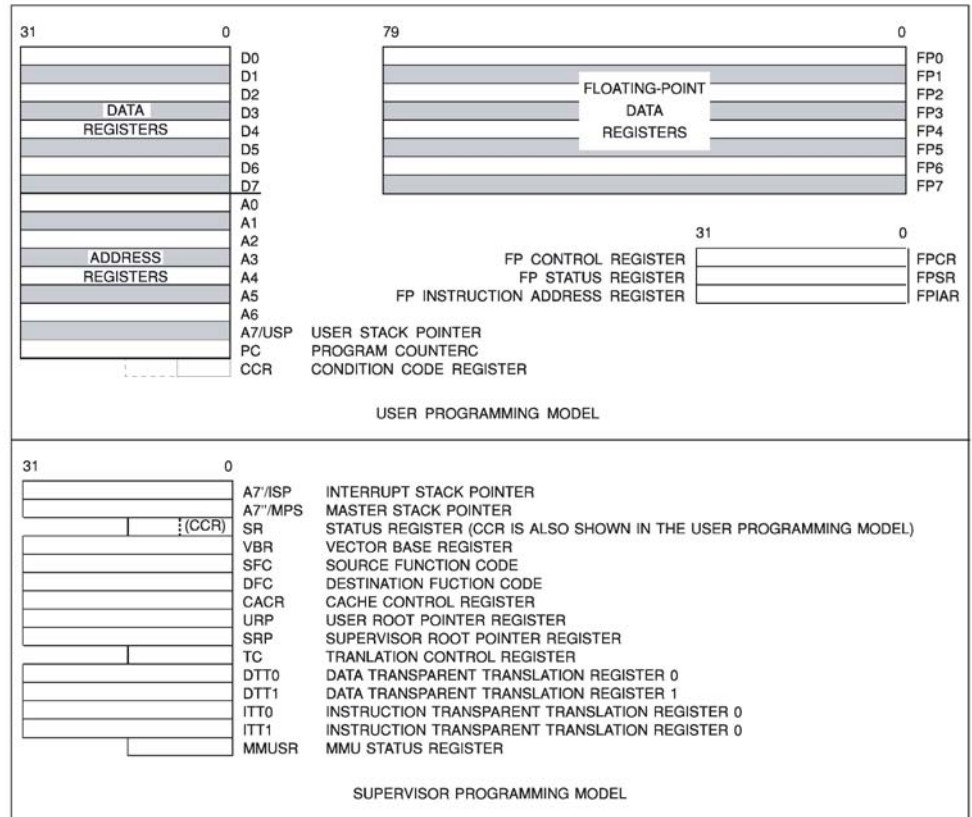 31 0
D0
D1
D2
DATA D3
REGISTERS D4
D5
D6
D7
A0
A1
A2
ADDRESS A3
REGISTERS A4
A5
A6
A7/USP USER STACK POINTER
PC PROGRAM COUNTERC
CCR CONDITION CODE REGISTER
79 0
FP0
FP1
FLOATING-POINT FP2
DATA FP3
REGISTERS FP4
FP5
FP6
FP7
31 0
FP CONTROL REGISTER FPCR
FP STATUS REGISTER FPSR
FP INSTRUCTION ADDRESS REGISTER FPIAR
USER PROGRAMMING MODEL
31 0
A7'/ISP INTERRUPT STACK POINTER
A7"/MPS MASTER STACK POINTER
(CCR) SR STATUS REGISTER (CCR IS ALSO SHOWN IN THE USER PROGRAMMING MODEL)
VBR VECTOR BASE REGISTER
SFC SOURCE FUNCTION CODE
DFC DESTINATION FUCTION CODE
CACR CACHE CONTROL REGISTER
URP USER ROOT POINTER REGISTER
SRP SUPERVISOR ROOT POINTER REGISTER
TC TRANLATION CONTROL REGISTER
DTT0 DATA TRANSPARENT TRANSLATION REGISTER 0
DTT1 DATA TRANSPARENT TRANSLATION REGISTER 1
ITT0 INSTRUCTION TRANSPARENT TRANSLATION REGISTER 0
ITT1 INSTRUCTION TRANSPARENT TRANSLATION REGISTER 0
MMUSR MMU STATUS REGISTER
SUPERVISOR PROGRAMMING MODEL